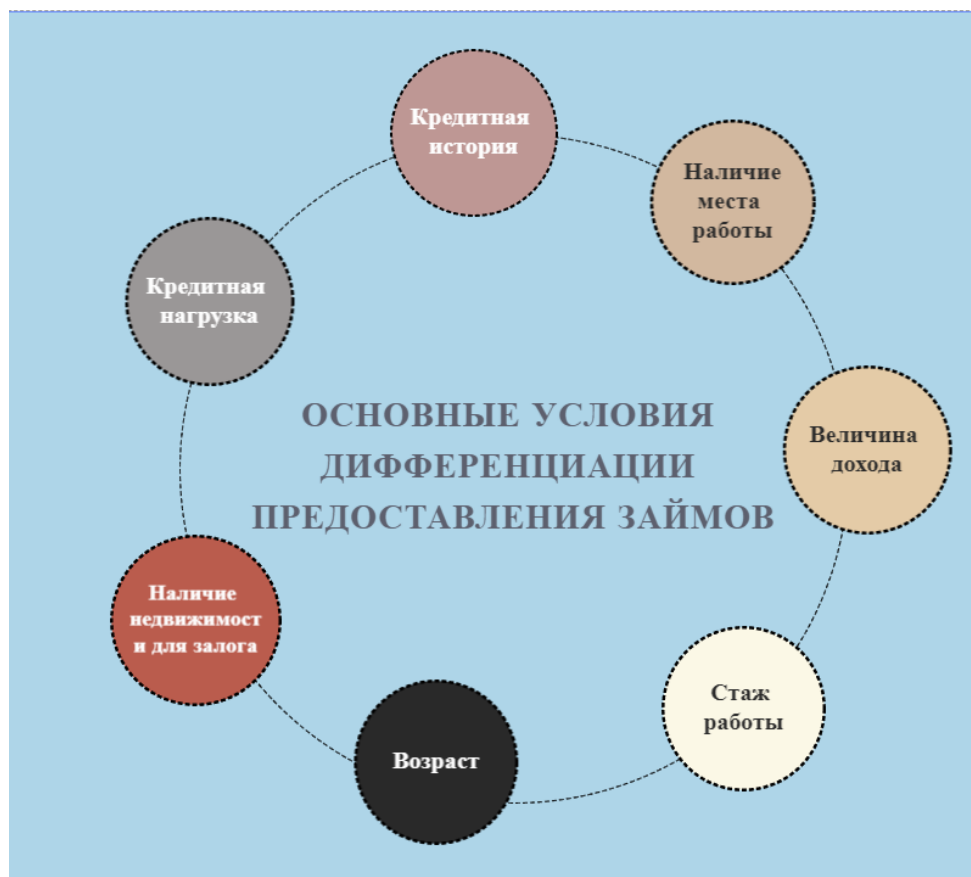 Кредитная
история
Наличие
места
работы
Кредитная
нагрузка
ОСНОВНЫЕ УСЛОВИЯ
ДИФФЕРЕНЦИАЦИИ
ПРЕДОСТАВЛЕНИЯ ЗАЙМОВ
Величина
дохода
Наличие
недвижимост
и для залога
Стаж
работы
Возраст